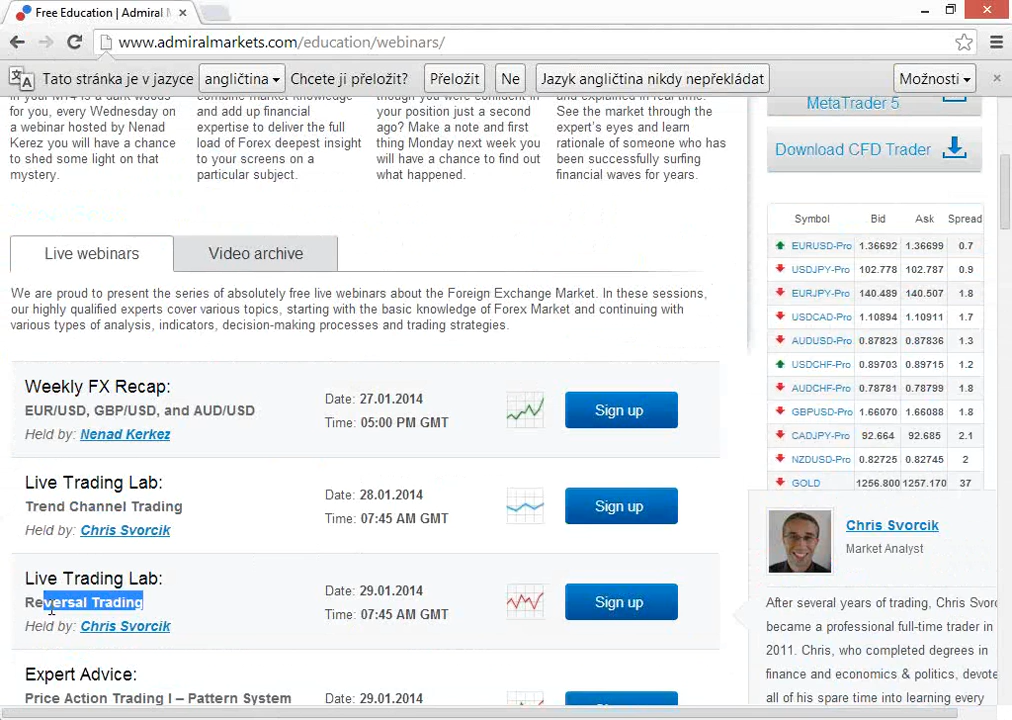 Free Education | Admiral M
www.admiralmarkets.com/education/webinars/
Tato stránka je v jazyce angličtina Chcete ji přeložit? Přeložit Ne Jazyk angličtina nikdy nepřekládat Možnosti
in your MT4 is a dark woods
for you, every Wednesday on
a webinar hosted by Nenad
Kerez you will have a chance
to shed some light on that
mystery.
combine market knowledge
and add up financial
expertise to deliver the full
load of Forex deepest insight
to your screens on a
particular subject.
though you were confident in
your position just a second
ago? Make a note and first
thing Monday next week you
will have a chance to find out
what happened.
and explained in real time.
See the market through the
expert's eyes and learn
rationale of someone who has
been successfully surfing
financial waves for years.
MetaTrader 5
Download CFD Trader
Live webinars
Video archive
We are proud to present the series of absolutely free live webinars about the Foreign Exchange Market. In these sessions,
our highly qualified experts cover various topics, starting with the basic knowledge of Forex Market and continuing with
various types of analysis, indicators, decision-making processes and trading strategies.
Weekly FX Recap:
EUR/USD, GBP/USD, and AUD/USD
Held by: Nenad Kerkez
Date: 27.01.2014
Time: 05:00 PM GMT
Sign up
Live Trading Lab:
Trend Channel Trading
Held by: Chris Svorcik
Date: 28.01.2014
Time: 07:45 AM GMT
Sign up
Live Trading Lab:
Reversal Trading
Held by: Chris Svorcik
Date: 29.01.2014
Time: 07:45 AM GMT
Sign up
Expert Advice:
Price Action Trading I – Pattern System
Date: 29.01.2014
Symbol Bid Ask Spread
EURUSD-Pro 1.36692 1.36699 0.7
USDJPY-Pro 102.778 102.787 0.9
EURJPY-Pro 140.489 140.507 1.8
USDCAD-Pro 1.10894 1.10911 1.7
AUDUSD-Pro 0.87823 0.87836 1.3
USDCHF-Pro 0.89703 0.89715 1.2
AUDCHF-Pro 0.78781 0.78799 1.8
GBPUSD-Pro 1.66070 1.66088 1.8
CADJPY-Pro 92.664 92.685 2.1
NZDUSD-Pro 0.82725 0.82745 2
GOLD 1256.800 1257.170 37
Chris Svorcik
Market Analyst
After several years of trading, Chris Svorc
became a professional full-time trader in
2011. Chris, who completed degrees in
finance and economics & politics, devote
all of his spare time into learning every